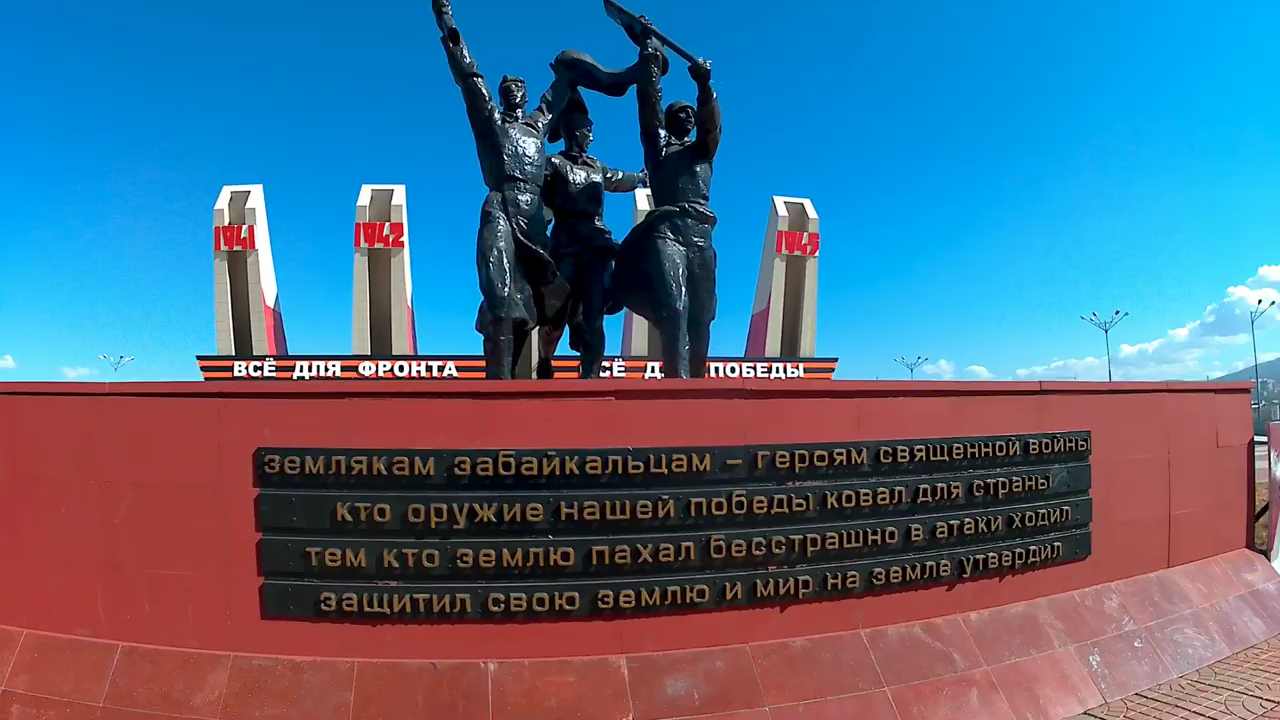 1941
1942
1945
ВСЁ ДЛЯ ФРОНТА
ВСЁ ПОБЕДЫ
землякам забайкальцам – героям священной войны
кто оружие нашей победы ковал для страны
тем кто землю пахал бесстрашно в атаки ходил
защитил свою землю и мир на земле утвердил